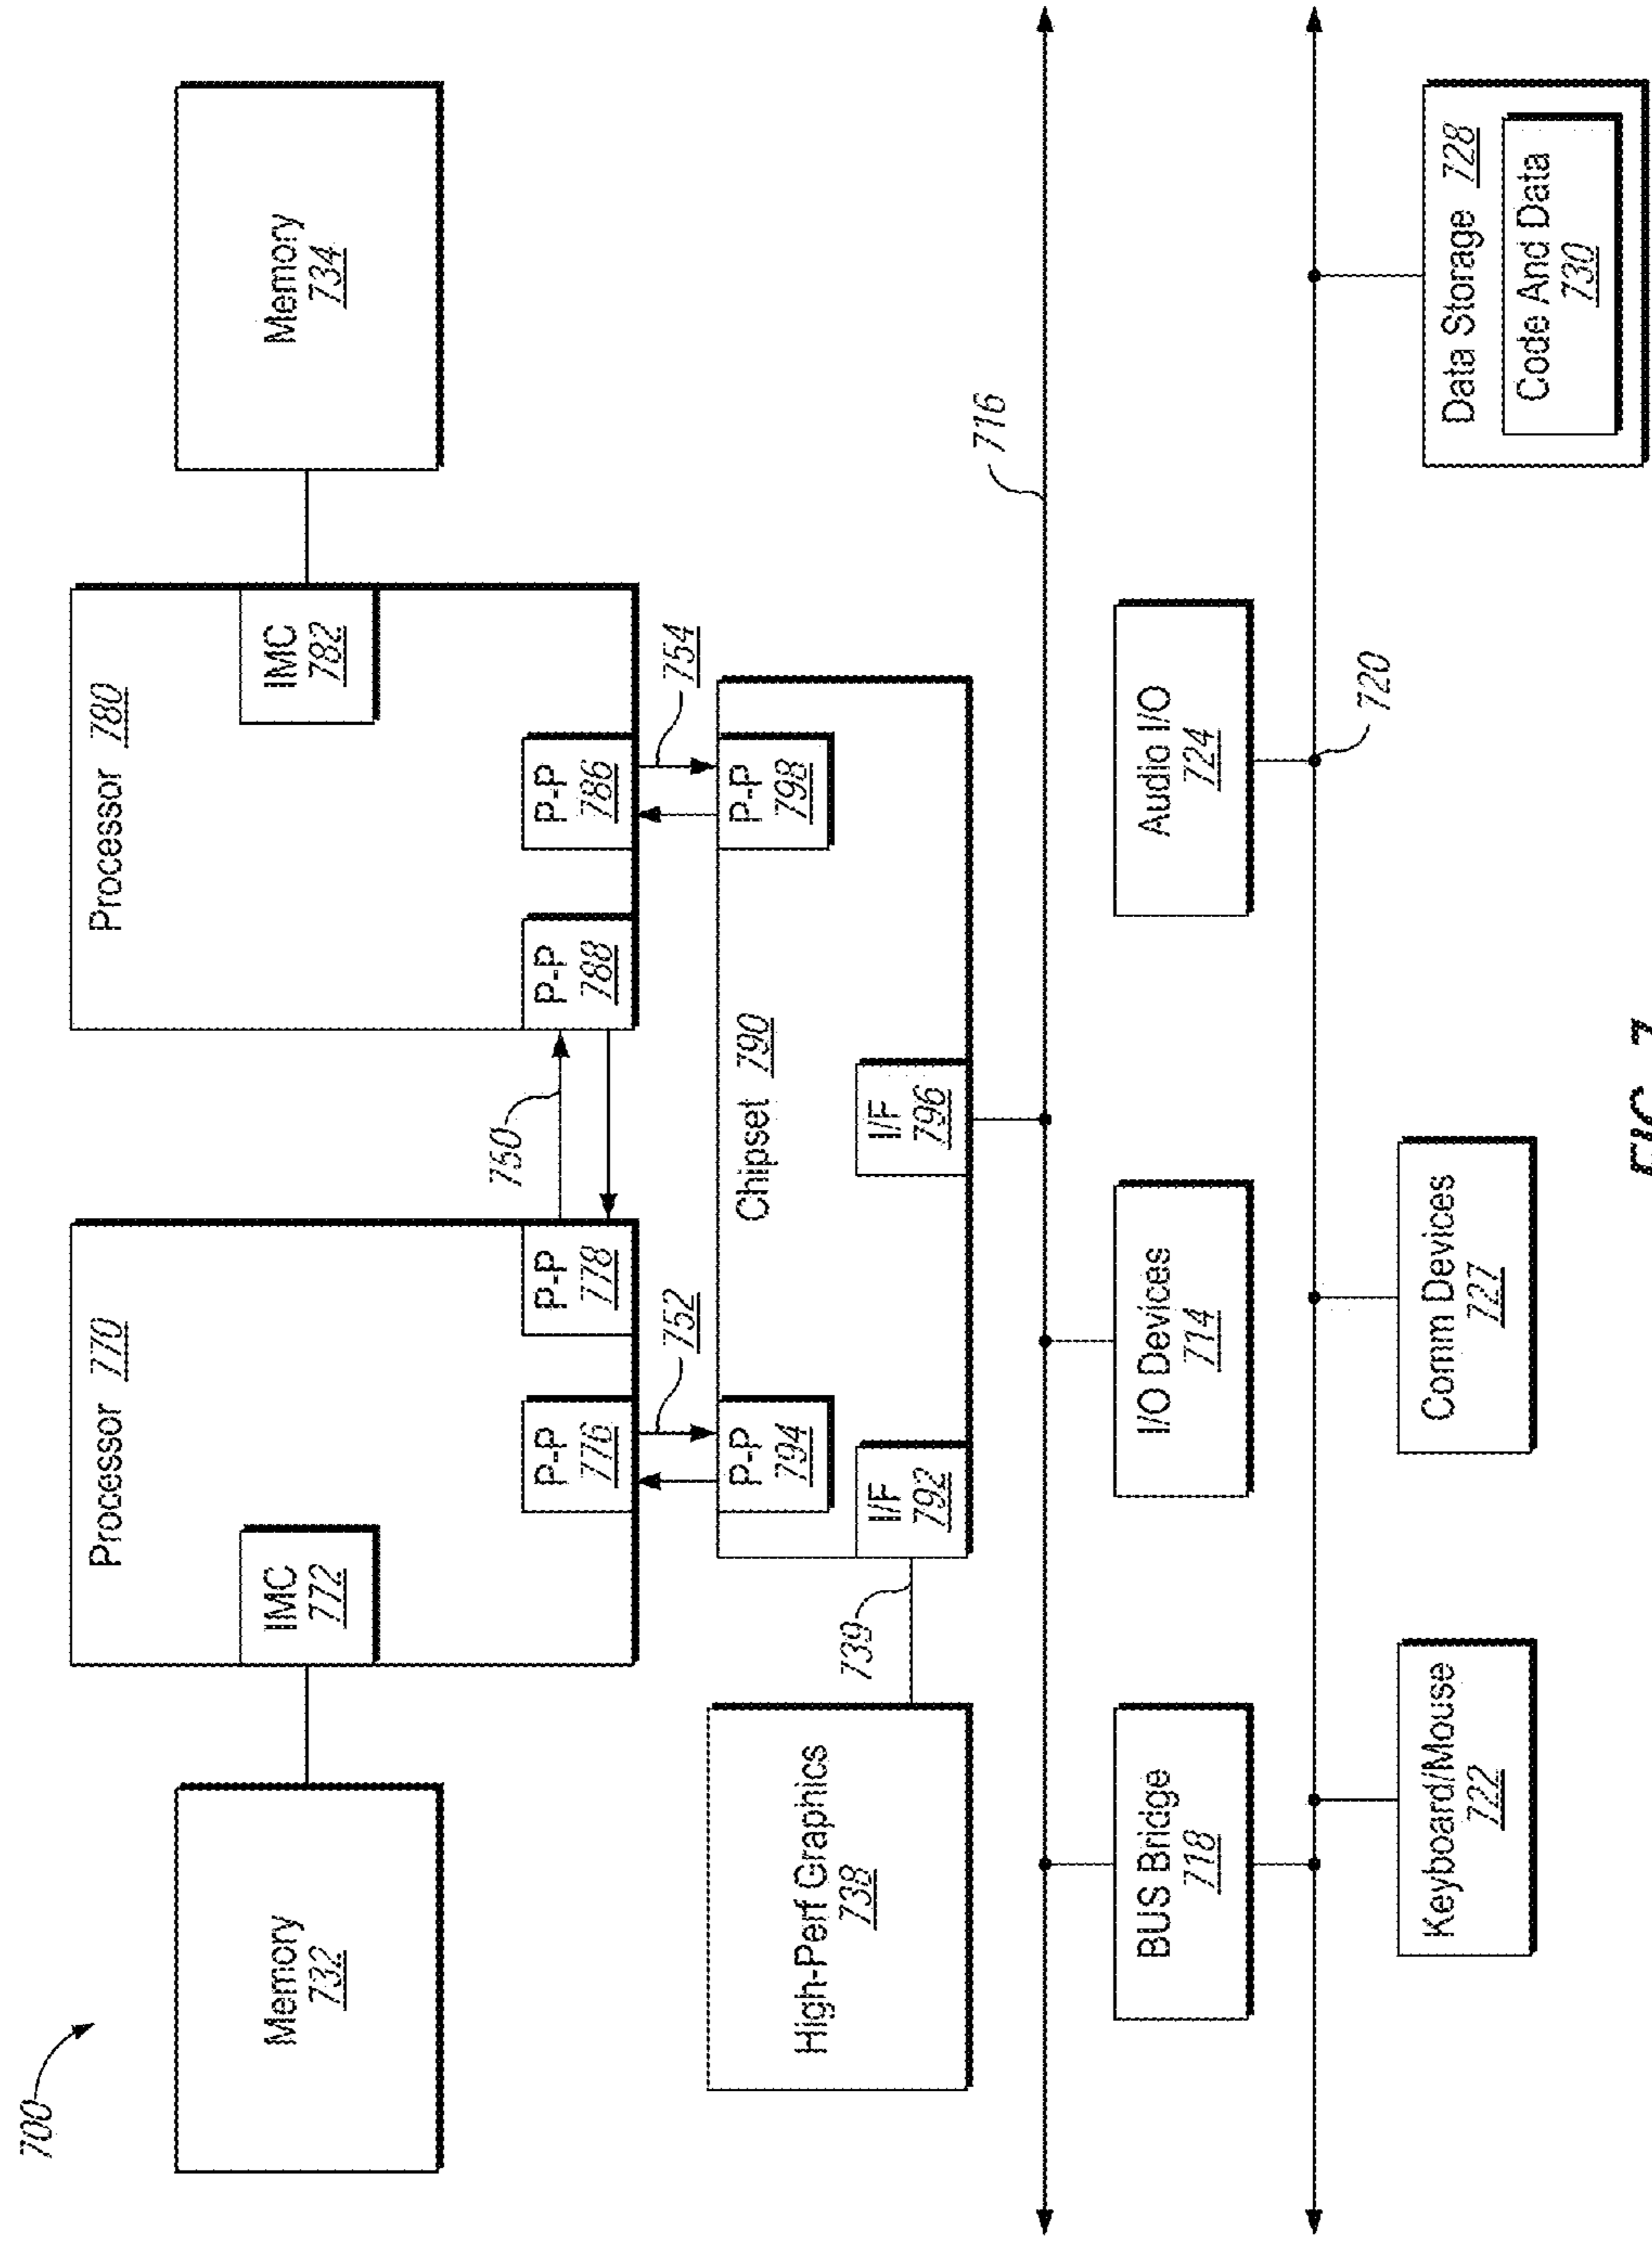 700
Memory
732
Processor 770
IMC
772
P-P
776
P-P
778
750
Processor 780
P-P
788
P-P
786
IMC
782
Memory
734
752
754
High-Perf Graphics
738
739
Chipset 790
P-P
794
P-P
798
I/F
792
I/F
796
716
BUS Bridge
718
I/O Devices
714
Audio I/O
724
720
Keyboard/Mouse
722
Comm Devices
727
Data Storage 728
Code And Data
730